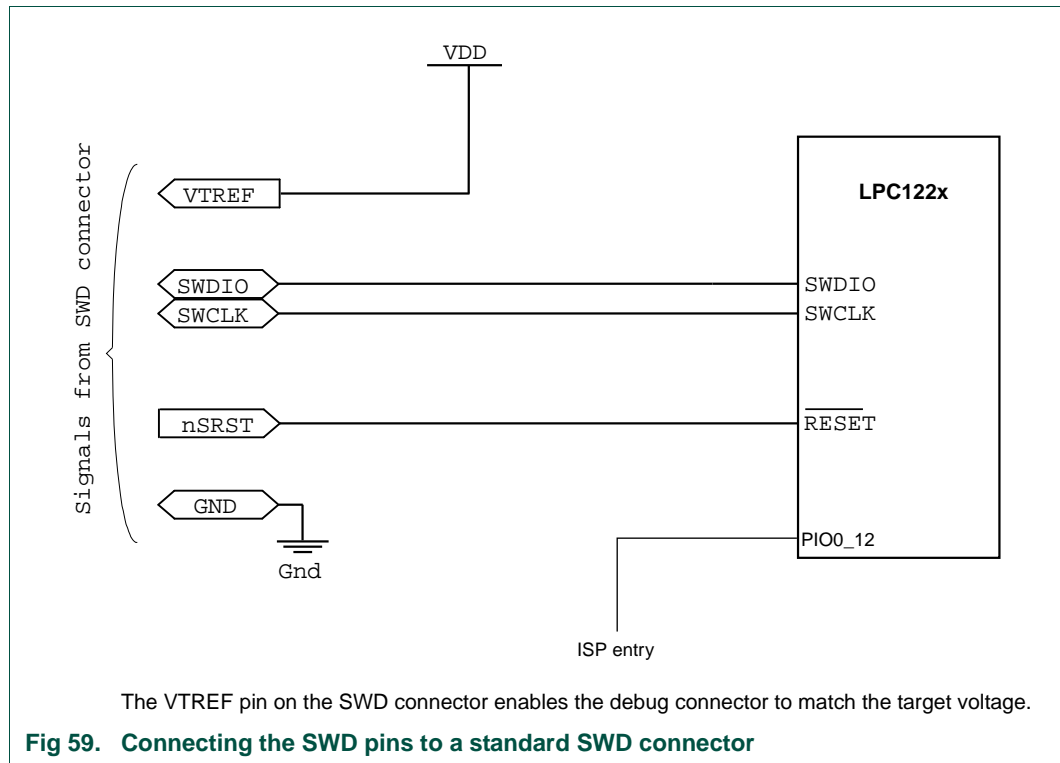 VDD
Signals from SWD connector
VTREF
LPC122x
SWDIO
SWDIO
SWCLK
SWCLK
nSRST
RESET
GND
Gnd
PIO0_12
ISP entry
The VTREF pin on the SWD connector enables the debug connector to match the target voltage.
Fig 59. Connecting the SWD pins to a standard SWD connector